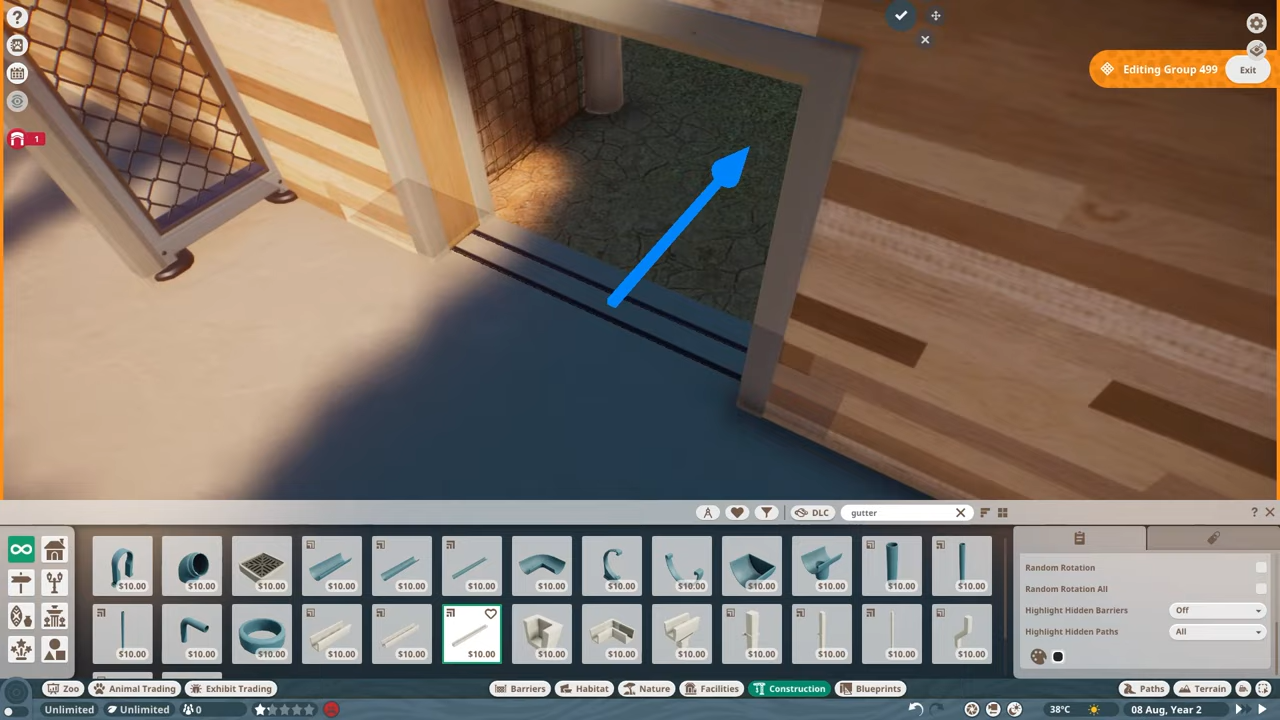 ?
1
Editing Group 499
Exit
DLC
gutter
?
$10.00 $10.00 $10.00 $10.00 $10.00 $10.00 $10.00 $10.00 $10.00 $10.00 $10.00 $10.00 $10.00
$10.00 $10.00 $10.00 $10.00 $10.00 $10.00 $10.00 $10.00 $10.00 $10.00 $10.00 $10.00 $10.00
Random Rotation
Random Rotation All
Highlight Hidden Barriers Off
Highlight Hidden Paths All
Zoo Animal Trading Exhibit Trading Barriers Habitat Nature Facilities Construction Blueprints Paths Terrain
Unlimited Unlimited 0 38°C 08 Aug, Year 2